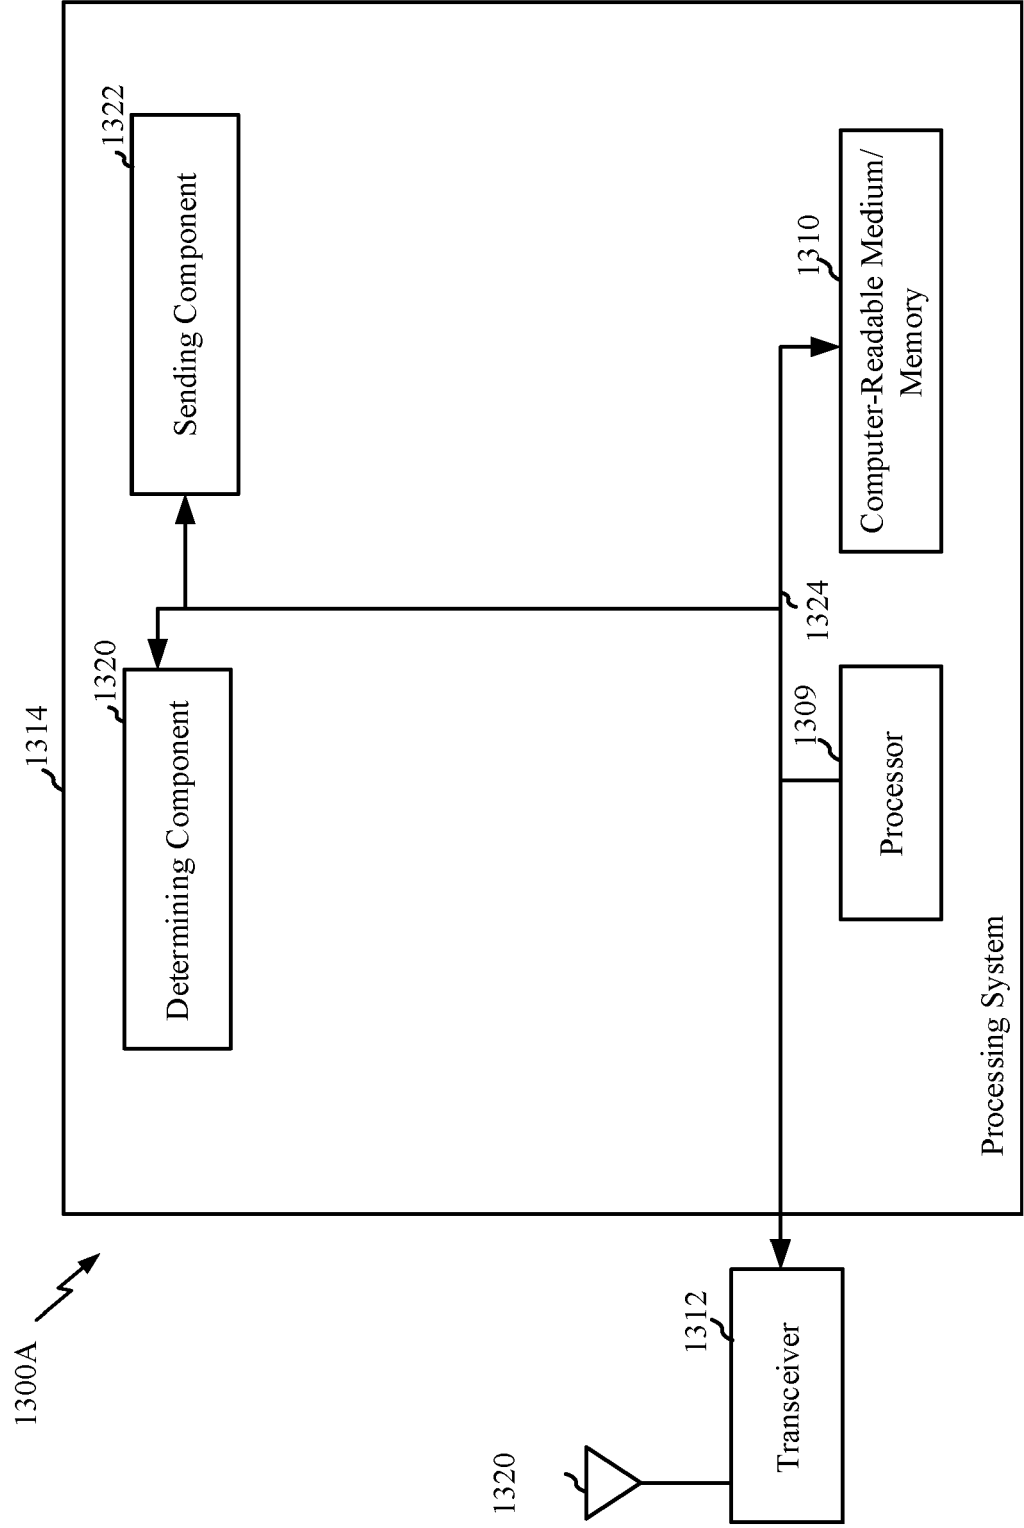 1300A
1314
1320
Determining Component
1322
Sending Component
1320
1312
Transceiver
1324
1309
Processor
1310
Computer-Readable Medium/
Memory
Processing System